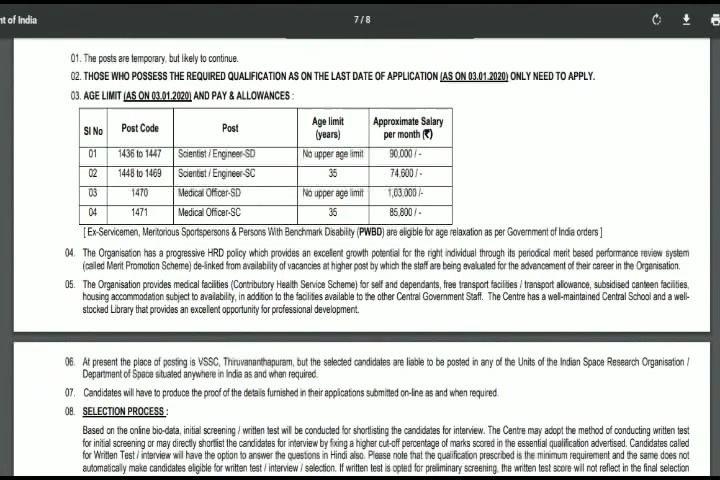 nt of India
7 / 8
01. The posts are temporary, but likely to continue.
02. THOSE WHO POSSESS THE REQUIRED QUALIFICATION AS ON THE LAST DATE OF APPLICATION (AS ON 03.01.2020) ONLY NEED TO APPLY.
03. AGE LIMIT (AS ON 03.01.2020) AND PAY & ALLOWANCES :
Sl No Post Code Post Age limit (years) Approximate Salary per month (₹)
01 1436 to 1447 Scientist / Engineer-SD No upper age limit 90,000 / -
02 1448 to 1469 Scientist / Engineer-SC 35 74,600 / -
03 1470 Medical Officer-SD No upper age limit 1,03,000 /-
04 1471 Medical Officer-SC 35 85,800 / -
[ Ex-Servicemen, Meritorious Sportspersons & Persons With Benchmark Disability (PWBD) are eligible for age relaxation as per Government of India orders ]
04. The Organisation has a progressive HRD policy which provides an excellent growth potential for the right individual through its periodical merit based performance review system
(called Merit Promotion Scheme) de-linked from availability of vacancies at higher post by which the staff are being evaluated for the advancement of their career in the Organisation.
05. The Organisation provides medical facilities (Contributory Health Service Scheme) for self and dependants, free transport facilities / transport allowance, subsidised canteen facilities,
housing accommodation subject to availability, in addition to the facilities available to the other Central Government Staff. The Centre has a well-maintained Central School and a well-
stocked Library that provides an excellent opportunity for professional development.
06. At present the place of posting is VSSC, Thiruvananthapuram, but the selected candidates are liable to be posted in any of the Units of the Indian Space Research Organisation /
Department of Space situated anywhere in India as and when required.
07. Candidates will have to produce the proof of the details furnished in their applications submitted on-line as and when required.
08. SELECTION PROCESS :
Based on the online bio-data, initial screening / written test will be conducted for shortlisting the candidates for interview. The Centre may adopt the method of conducting written test
for initial screening or may directly shortlist the candidates for interview by fixing a higher cut-off percentage of marks scored in the essential qualification advertised. Candidates called
for Written Test / interview will have the option to answer the questions in Hindi also. Please note that the qualification prescribed is the minimum requirement and the same does not
automatically make candidates eligible for written test / interview / selection. If written test is opted for preliminary screening, the written test score will not reflect in the final selection